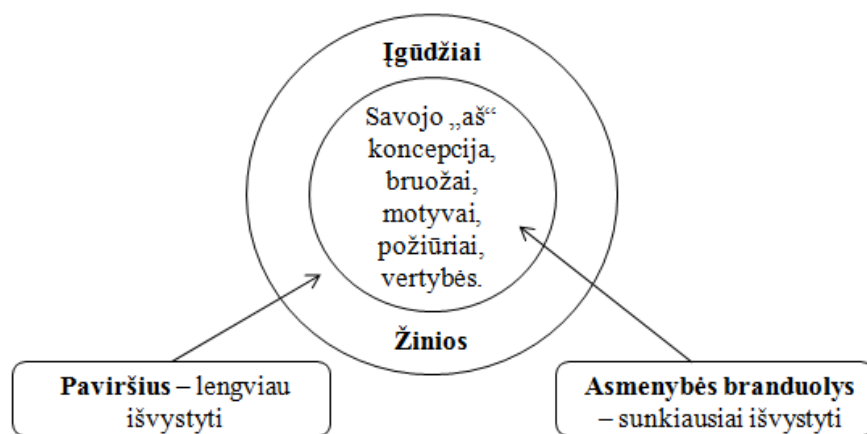 Įgūdžiai
Savojo „aš“
koncepcija,
bruožai,
motyvai,
požiūriai,
vertybės.
Žinios
Paviršius – lengviau
išvystyti
Asmenybės branduolys
– sunkiausiai išvystyti